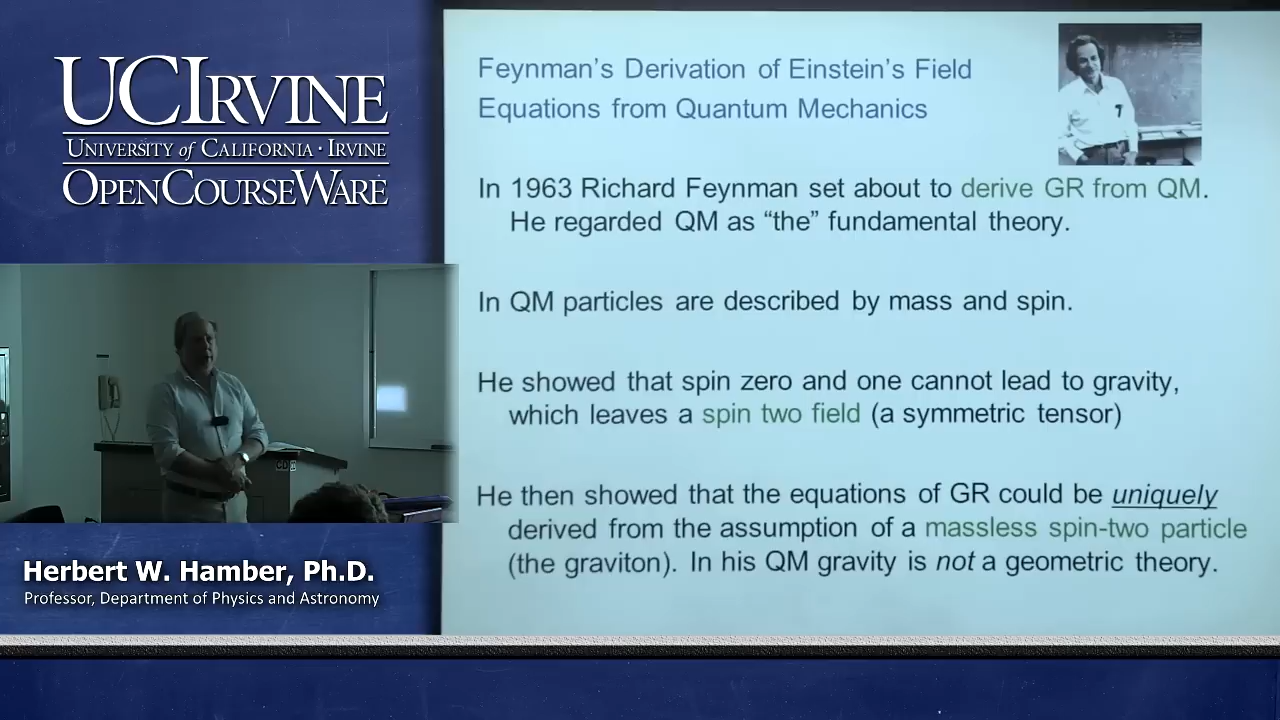 UCIRVINE
UNIVERSITY of CALIFORNIA · IRVINE
OPENCOURSEWARE
Herbert W. Hamber, Ph.D.
Professor, Department of Physics and Astronomy
Feynman's Derivation of Einstein's Field
Equations from Quantum Mechanics
In 1963 Richard Feynman set about to derive GR from QM.
He regarded QM as “the” fundamental theory.
In QM particles are described by mass and spin.
He showed that spin zero and one cannot lead to gravity,
which leaves a spin two field (a symmetric tensor)
He then showed that the equations of GR could be uniquely
derived from the assumption of a massless spin-two particle
(the graviton). In his QM gravity is not a geometric theory.